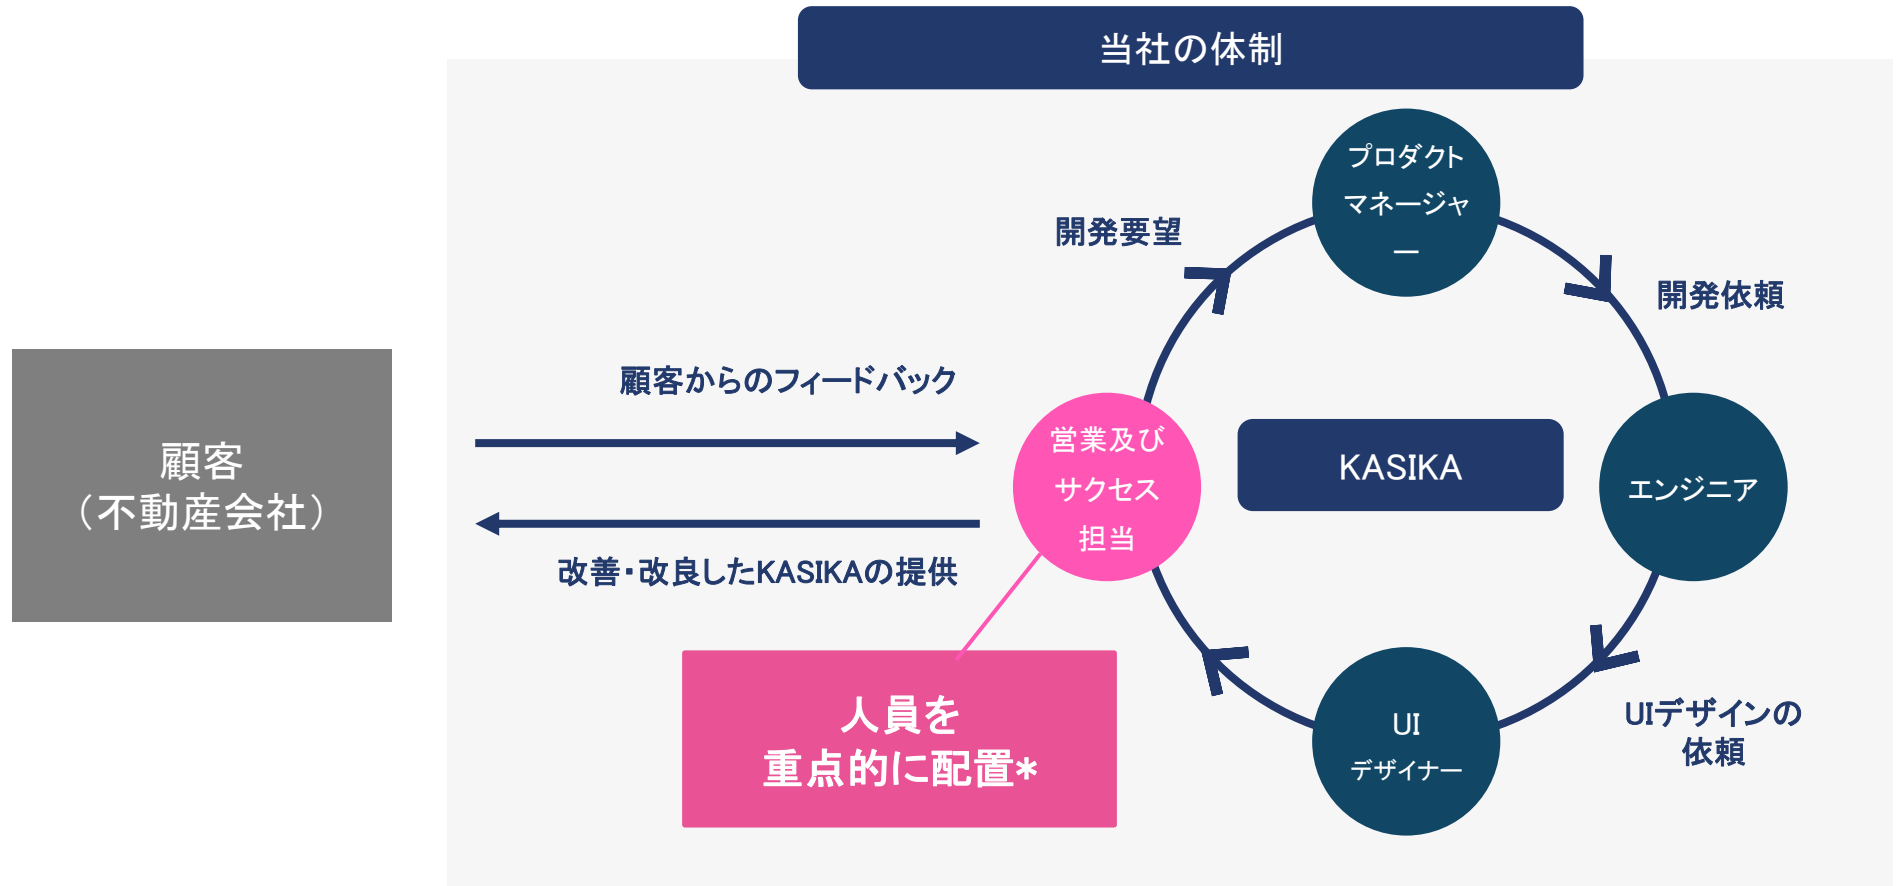 当社の体制
プロダクト
マネージャ
ー
開発要望
開発依頼
顧客からのフィードバック
顧客
（不動産会社）
営業及び
サクセス
担当
KASIKA
エンジニア
改善・改良したKASIKAの提供
人員を
重点的に配置*
UI
デザイナー
UIデザインの
依頼